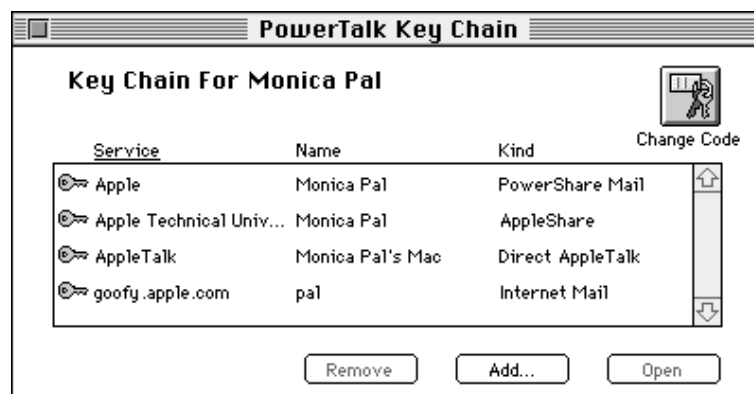 PowerTalk Key Chain
Key Chain For Monica Pal
Change Code
Service Name Kind
Apple Monica Pal PowerShare Mail
Apple Technical Univ... Monica Pal AppleShare
AppleTalk Monica Pal's Mac Direct AppleTalk
goofy.apple.com pal Internet Mail
Remove Add... Open